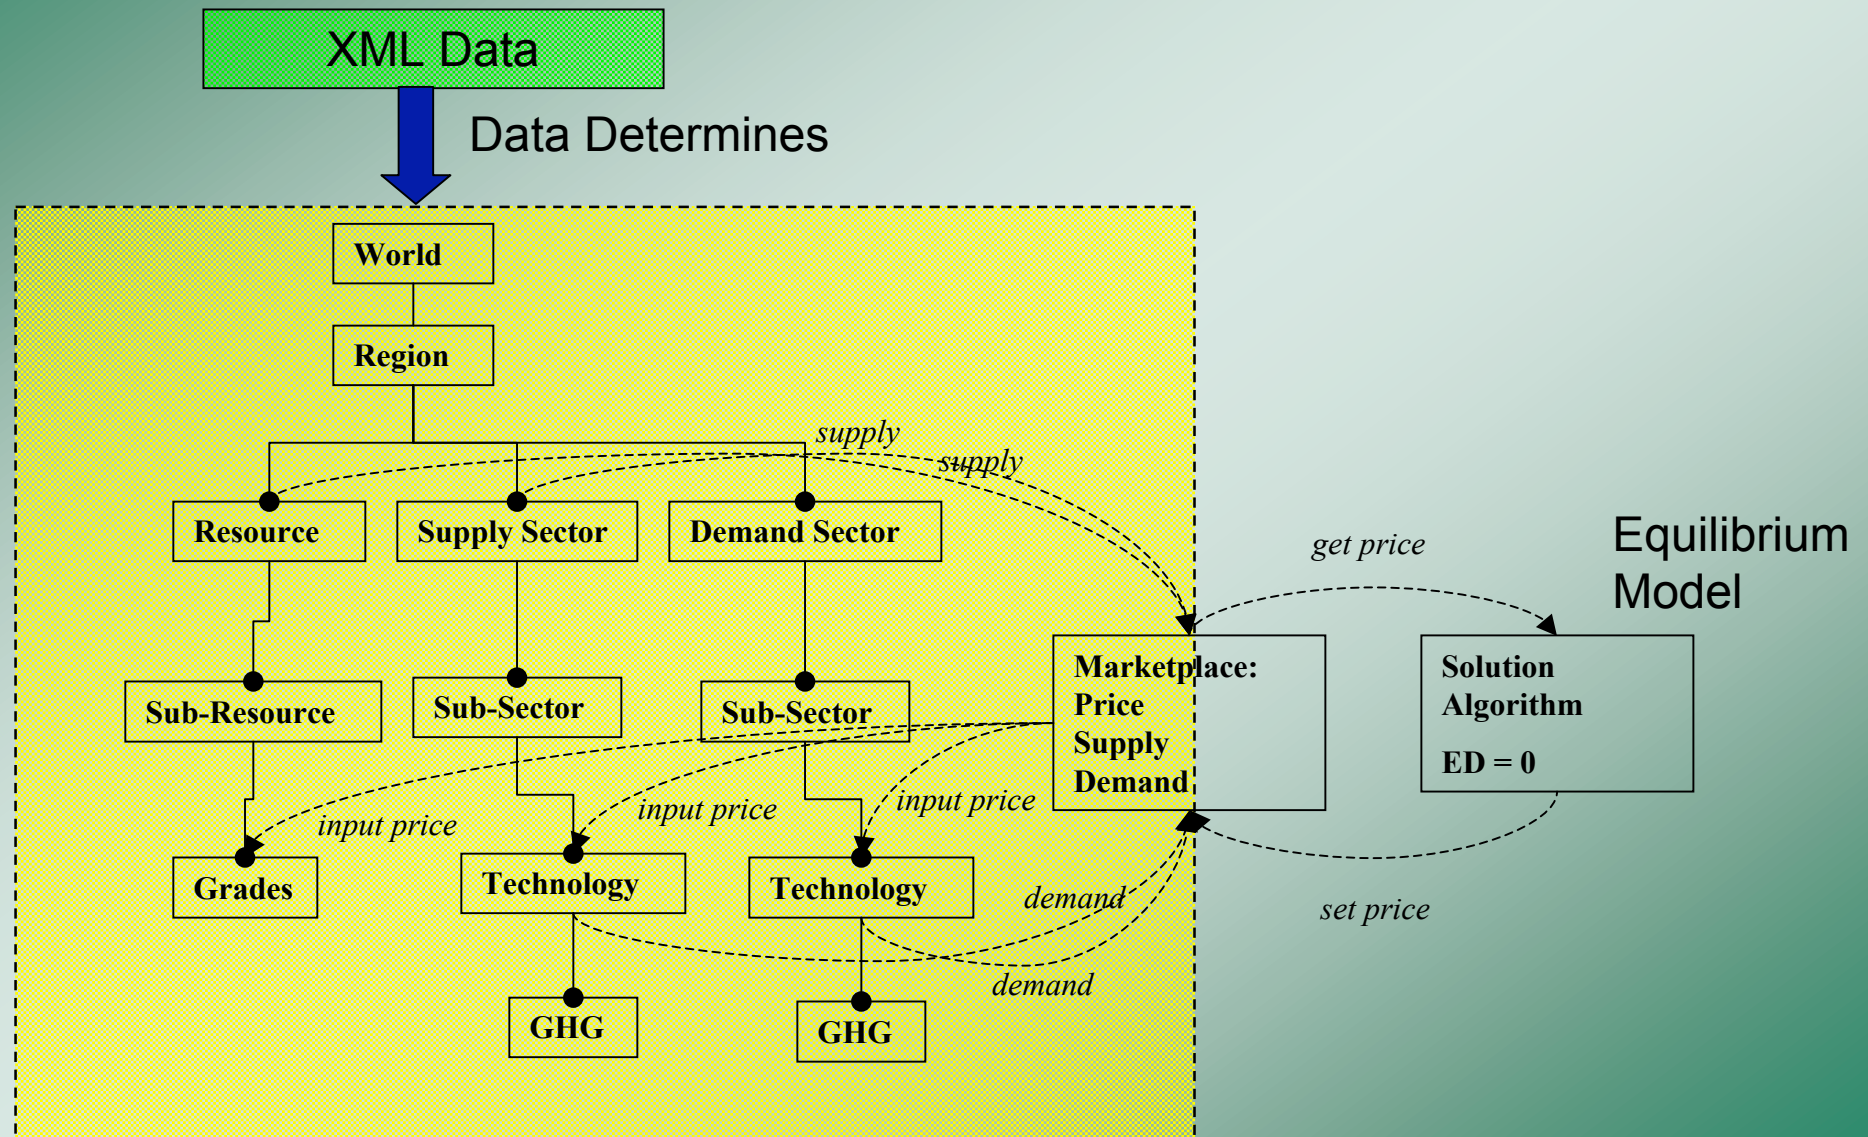 XML Data
Data Determines
World
Region
supply
supply
Resource
Supply Sector
Demand Sector
get price
Equilibrium
Model
Sub-Resource
Sub-Sector
Sub-Sector
Marketplace:
Price
Supply
Demand
Solution
Algorithm
ED = 0
input price
input price
input price
Grades
Technology
Technology
demand
set price
demand
GHG
GHG